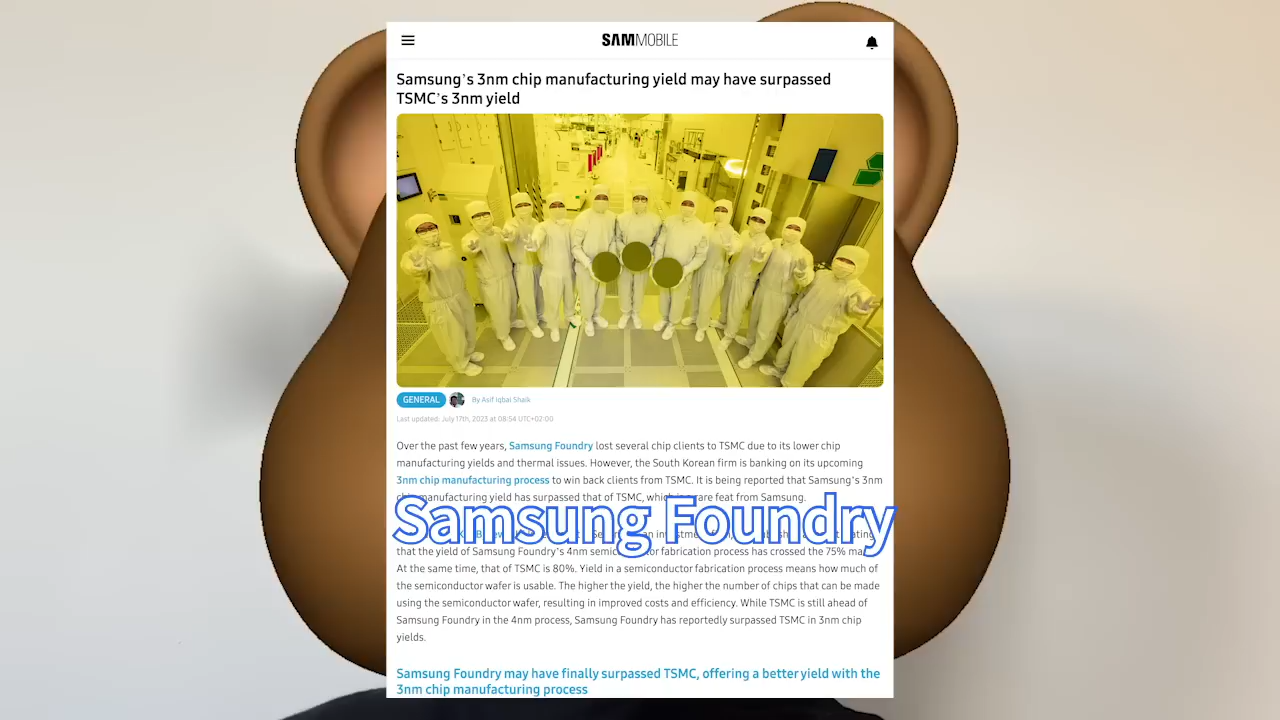 SAMMOBILE
Samsung's 3nm chip manufacturing yield may have surpassed
TSMC's 3nm yield
GENERAL
By Asif Iqbal Shaik
Last updated: July 17th, 2023 at 08:54 UTC+02:00
Over the past few years, Samsung Foundry lost several chip clients to TSMC due to its lower chip
manufacturing yields and thermal issues. However, the South Korean firm is banking on its upcoming
3nm chip manufacturing process to win back clients from TSMC. It is being reported that Samsung's 3nm
chip manufacturing yield has surpassed that of TSMC, which is a rare feat from Samsung.
Samsung Foundry
that the yield of Samsung Foundry's 4nm semiconductor fabrication process has crossed the 75%
At the same time, that of TSMC is 80%. Yield in a semiconductor fabrication process means how much of
the semiconductor wafer is usable. The higher the yield, the higher the number of chips that can be made
using the semiconductor wafer, resulting in improved costs and efficiency. While TSMC is still ahead of
Samsung Foundry in the 4nm process, Samsung Foundry has reportedly surpassed TSMC in 3nm chip
yields.
Samsung Foundry may have finally surpassed TSMC, offering a better yield with the
3nm chip manufacturing process